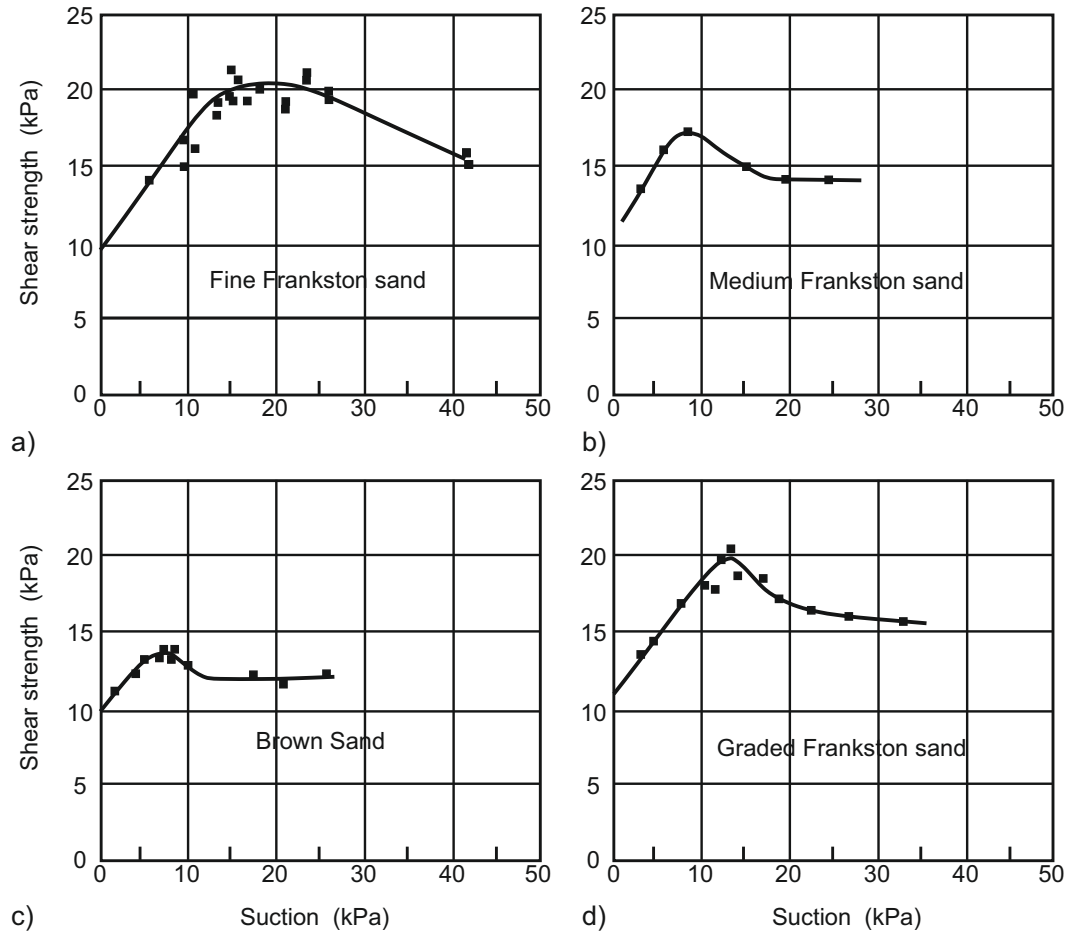 25
20
15
10
5
0
Shear strength (kPa)
Fine Frankston sand
0 10 20 30 40 50
a)
25
20
15
10
5
0
Medium Frankston sand
0 10 20 30 40 50
b)
25
20
15
10
5
0
Shear strength (kPa)
Brown Sand
0 10 20 30 40 50
c)
Suction (kPa)
25
20
15
10
5
0
Graded Frankston sand
0 10 20 30 40 50
d)
Suction (kPa)